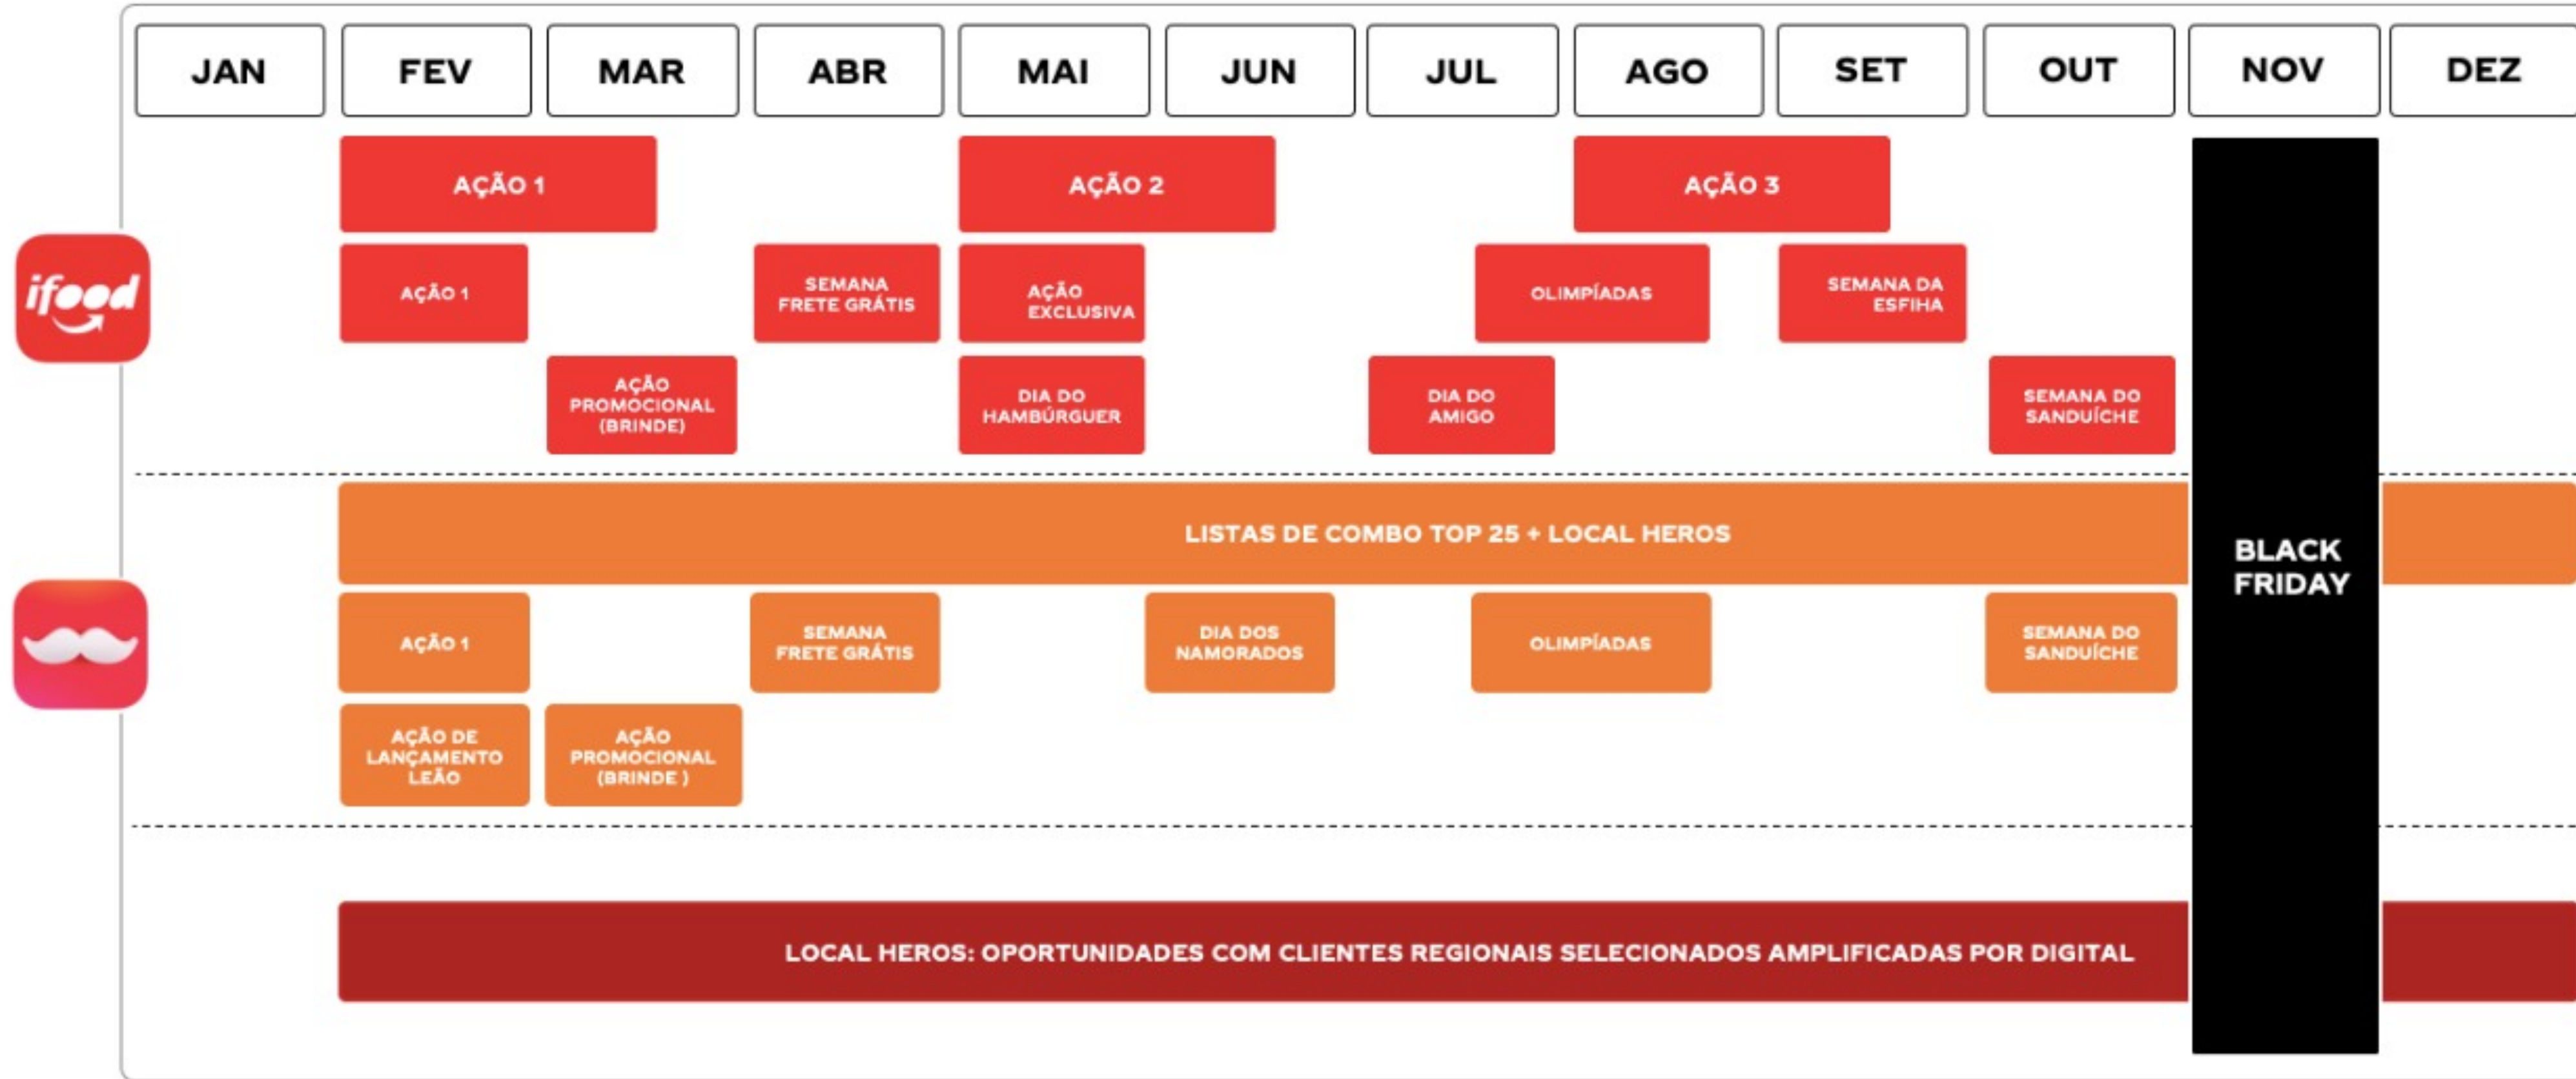 JAN
FEV
MAR
ABR
MAI
JUN
JUL
AGO
SET
OUT
NOV
DEZ
AÇÃO 1
AÇÃO 2
AÇÃO 3
ifood
AÇÃO 1
SEMANA
FRETE GRÁTIS
AÇÃO
EXCLUSIVA
OLIMPÍADAS
SEMANA DA
ESFIHA
AÇÃO
PROMOCIONAL
(BRINDE)
DIA DO
HAMBÚRGUER
DIA DO
AMIGO
SEMANA DO
SANDUÍCHE
LISTAS DE COMBO TOP 25 + LOCAL HEROS
BLACK
FRIDAY
AÇÃO 1
SEMANA
FRETE GRÁTIS
DIA DOS
NAMORADOS
OLIMPÍADAS
SEMANA DO
SANDUÍCHE
AÇÃO DE
LANÇAMENTO
LEÃO
AÇÃO
PROMOCIONAL
(BRINDE )
LOCAL HEROS: OPORTUNIDADES COM CLIENTES REGIONAIS SELECIONADOS AMPLIFICADAS POR DIGITAL